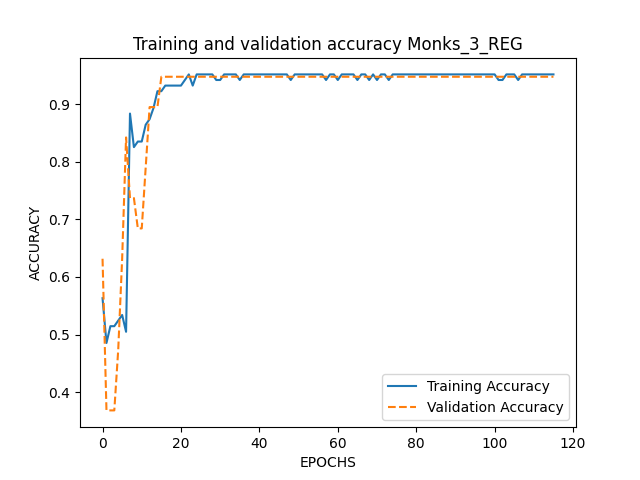 Training and validation accuracy Monks_3_REG
ACCURACY
0.9
0.8
0.7
0.6
0.5
0.4
Training Accuracy
Validation Accuracy
0 20 40 60 80 100 120
EPOCHS